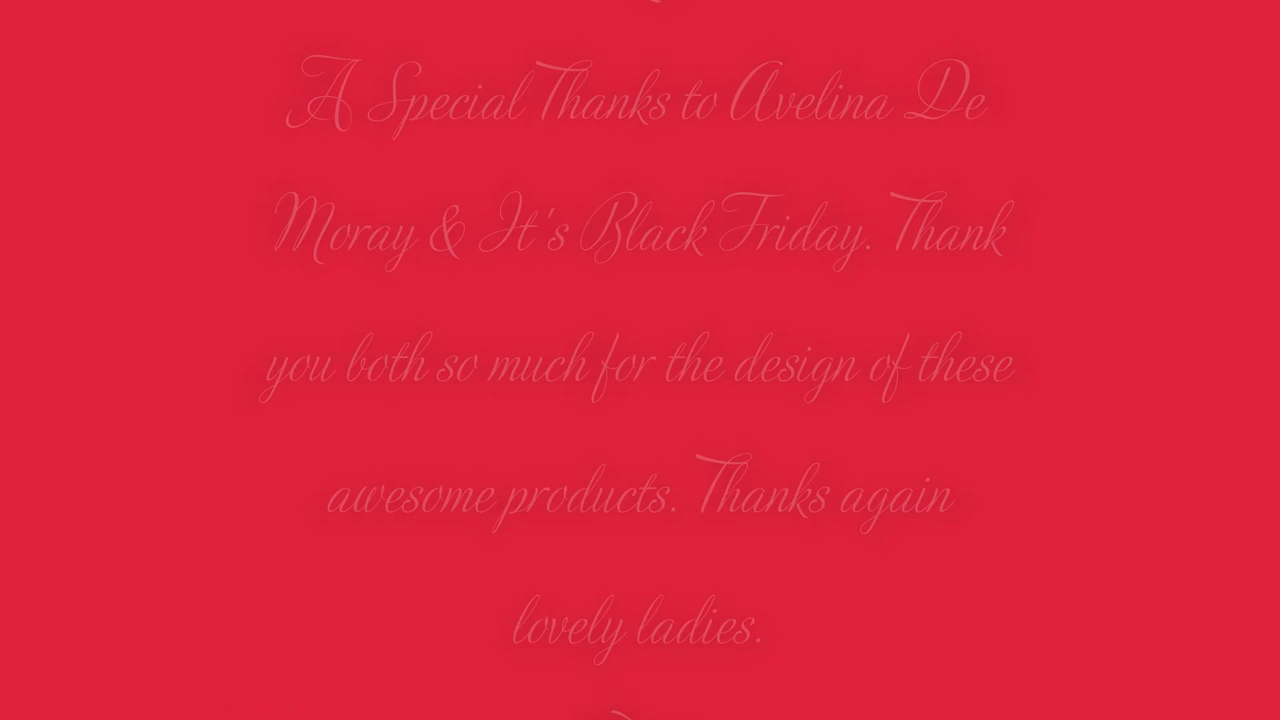 A Special Thanks to Avelina De
Moray & It's Black Friday. Thank
you both so much for the design of these
awesome products. Thanks again
lovely ladies.